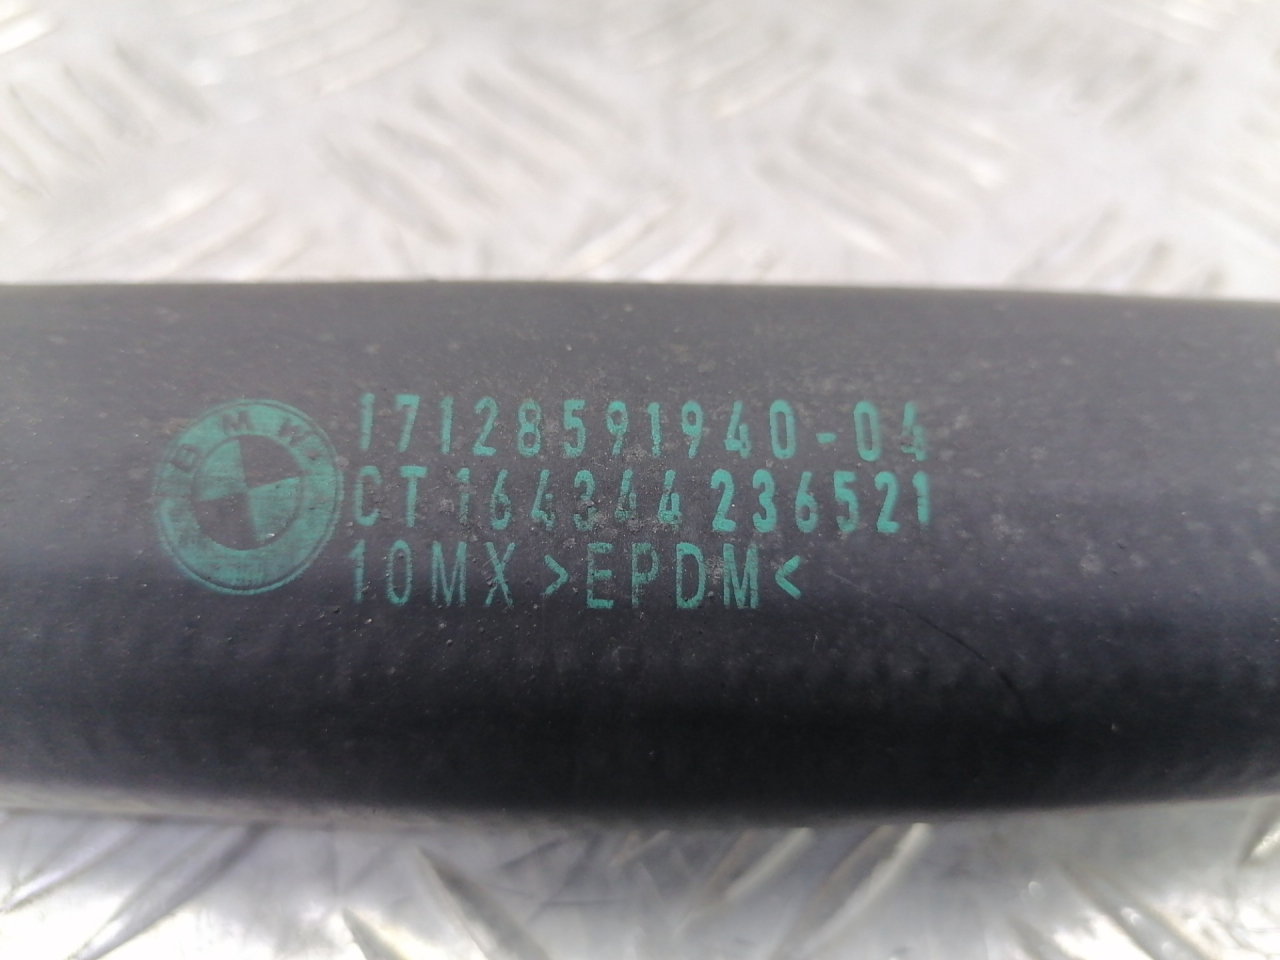 BMW
17128591940-04
CT 164344 236521
10MX >EPDM<